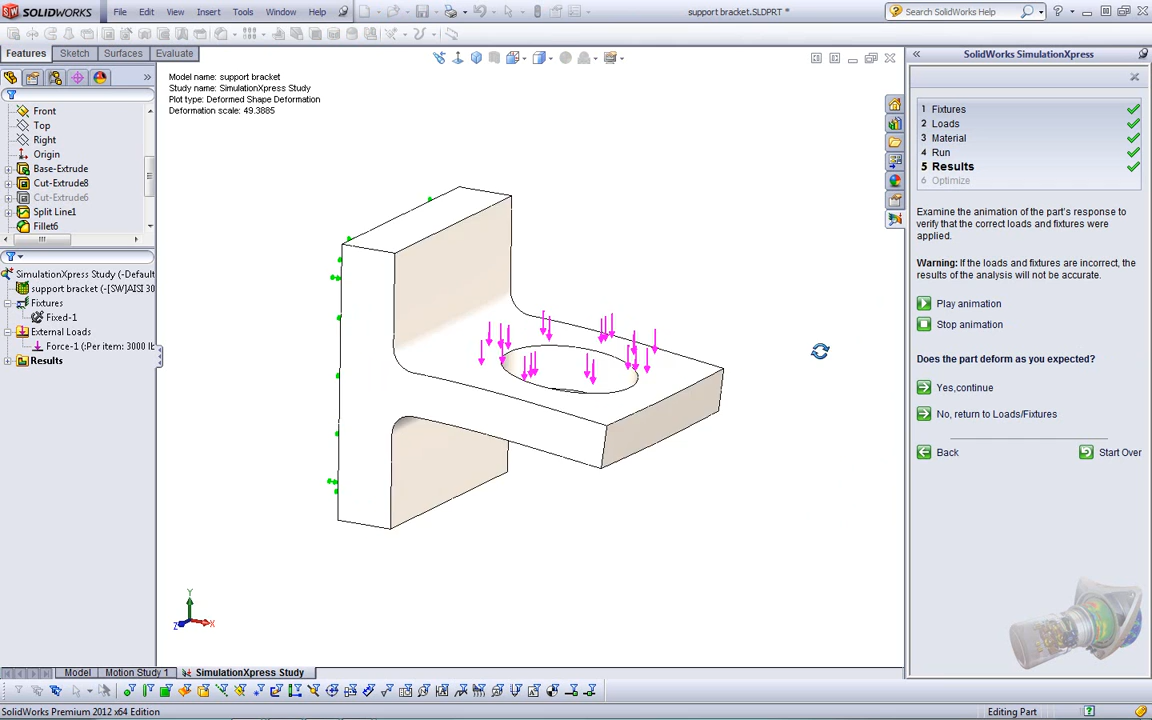 SOLIDWORKS File Edit View Insert Tools Window Help support bracket.SLDPRT * Search SolidWorks Help
Features Sketch Surfaces Evaluate
SolidWorks SimulationXpress
Model name: support bracket
Study name: SimulationXpress Study
Plot type: Deformed Shape Deformation
Deformation scale: 49.3885
Front
Top
Right
Origin
Base-Extrude
Cut-Extrude8
Cut-Extrude6
Split Line1
Fillet6
SimulationXpress Study (-Default
support bracket (-[SW]AISI 30
Fixtures
Fixed-1
External Loads
Force-1 (:Per item: 3000 lb
Results
1 Fixtures
2 Loads
3 Material
4 Run
5 Results
6 Optimize
Examine the animation of the part's response to
verify that the correct loads and fixtures were
applied.
Warning: If the loads and fixtures are incorrect, the
results of the analysis will not be accurate.
Play animation
Stop animation
Does the part deform as you expected?
Yes,continue
No, return to Loads/Fixtures
Back Start Over
Y
Z X
Model Motion Study 1 SimulationXpress Study
SolidWorks Premium 2012 x64 Edition Editing Part